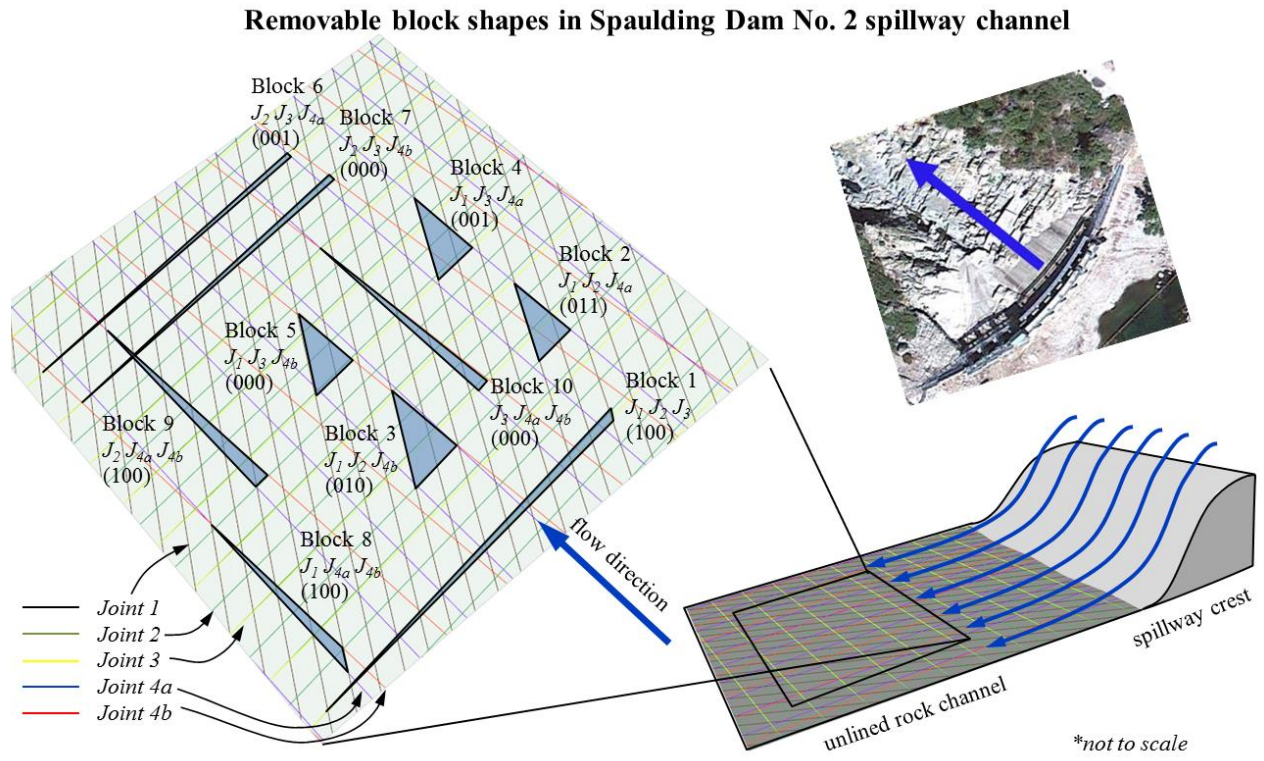 Removable block shapes in Spaulding Dam No. 2 spillway channel
Block 6
J2 J3 J4a
(001)
Block 7
J2 J3 J4b
(000)
Block 4
J1 J3 J4a
(001)
Block 2
J1 J2 J4a
(011)
Block 5
J1 J3 J4b
(000)
Block 10
J3 J4a J4b
(000)
Block 1
J1 J2 J3
(100)
Block 9
J2 J4a J4b
(100)
Block 3
J1 J2 J4b
(010)
Block 8
J1 J4a J4b
(100)
flow direction
Joint 1
Joint 2
Joint 3
Joint 4a
Joint 4b
spillway crest
unlined rock channel
*not to scale